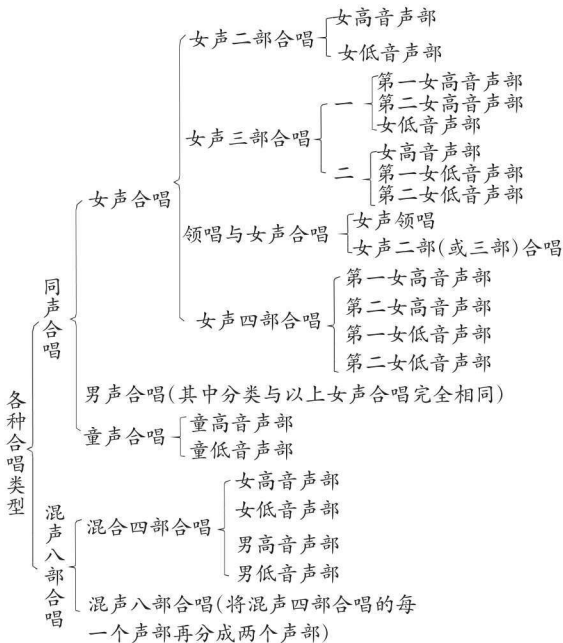 各种合唱类型
同声合唱
女声合唱
女声二部合唱
女高音声部
女低音声部
女声三部合唱
一
第一女高音声部
第二女高音声部
女低音声部
二
女高音声部
第一女低音声部
第二女低音声部
领唱与女声合唱
女声领唱
女声二部(或三部)合唱
女声四部合唱
第一女高音声部
第二女高音声部
第一女低音声部
第二女低音声部
男声合唱(其中分类与以上女声合唱完全相同)
童声合唱
童高音声部
童低音声部
混声八部合唱
混合四部合唱
女高音声部
女低音声部
男高音声部
男低音声部
混声八部合唱(将混声四部合唱的每
一个声部再分成两个声部)